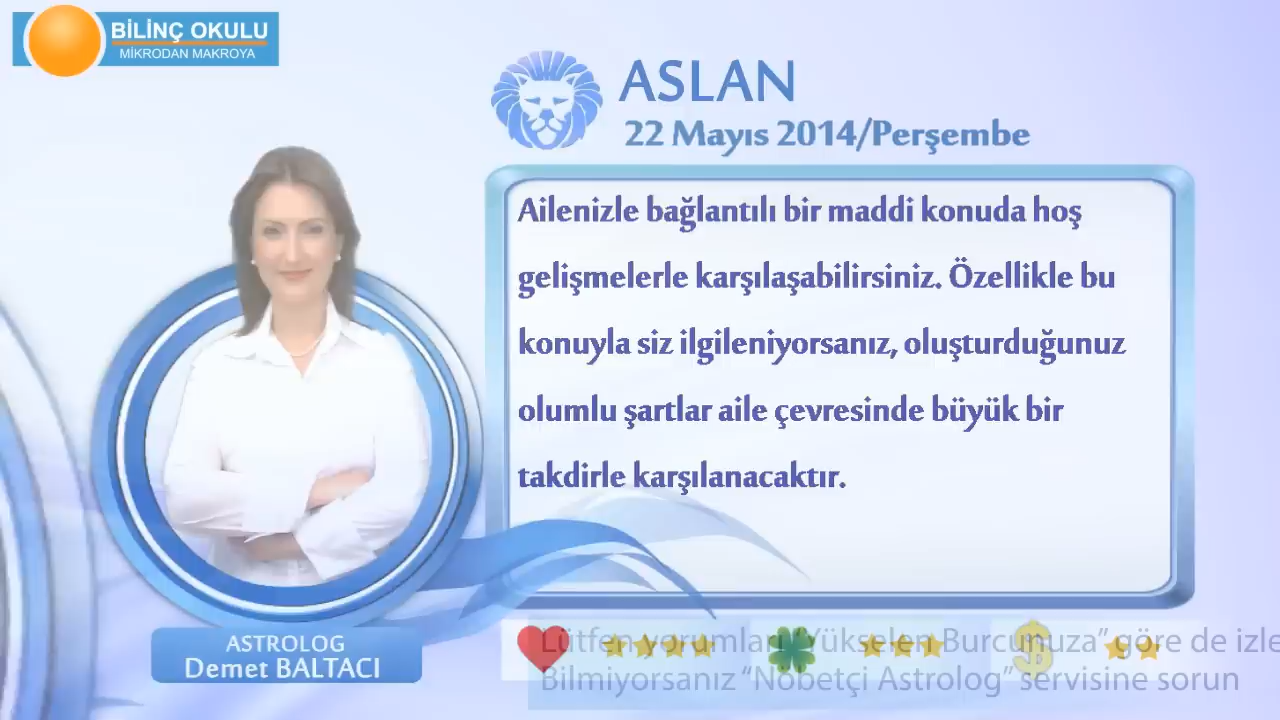 BİLİNÇ OKULU
MİKRODAN MAKROYA
ASLAN
22 Mayıs 2014/Perşembe
Ailenizle bağlantılı bir maddi konuda hoş
gelişmelerle karşılaşabilirsiniz. Özellikle bu
konuyla siz ilgileniyorsanız, oluşturduğunuz
olumlu şartlar aile çevresinde büyük bir
takdirle karşılanacaktır.
ASTROLOG
Demet BALTACI
Lütfen yorumları "Yükselen Burcunuza" göre de izle
Bilmiyorsanız "Nöbetçi Astrolog" servisine sorun